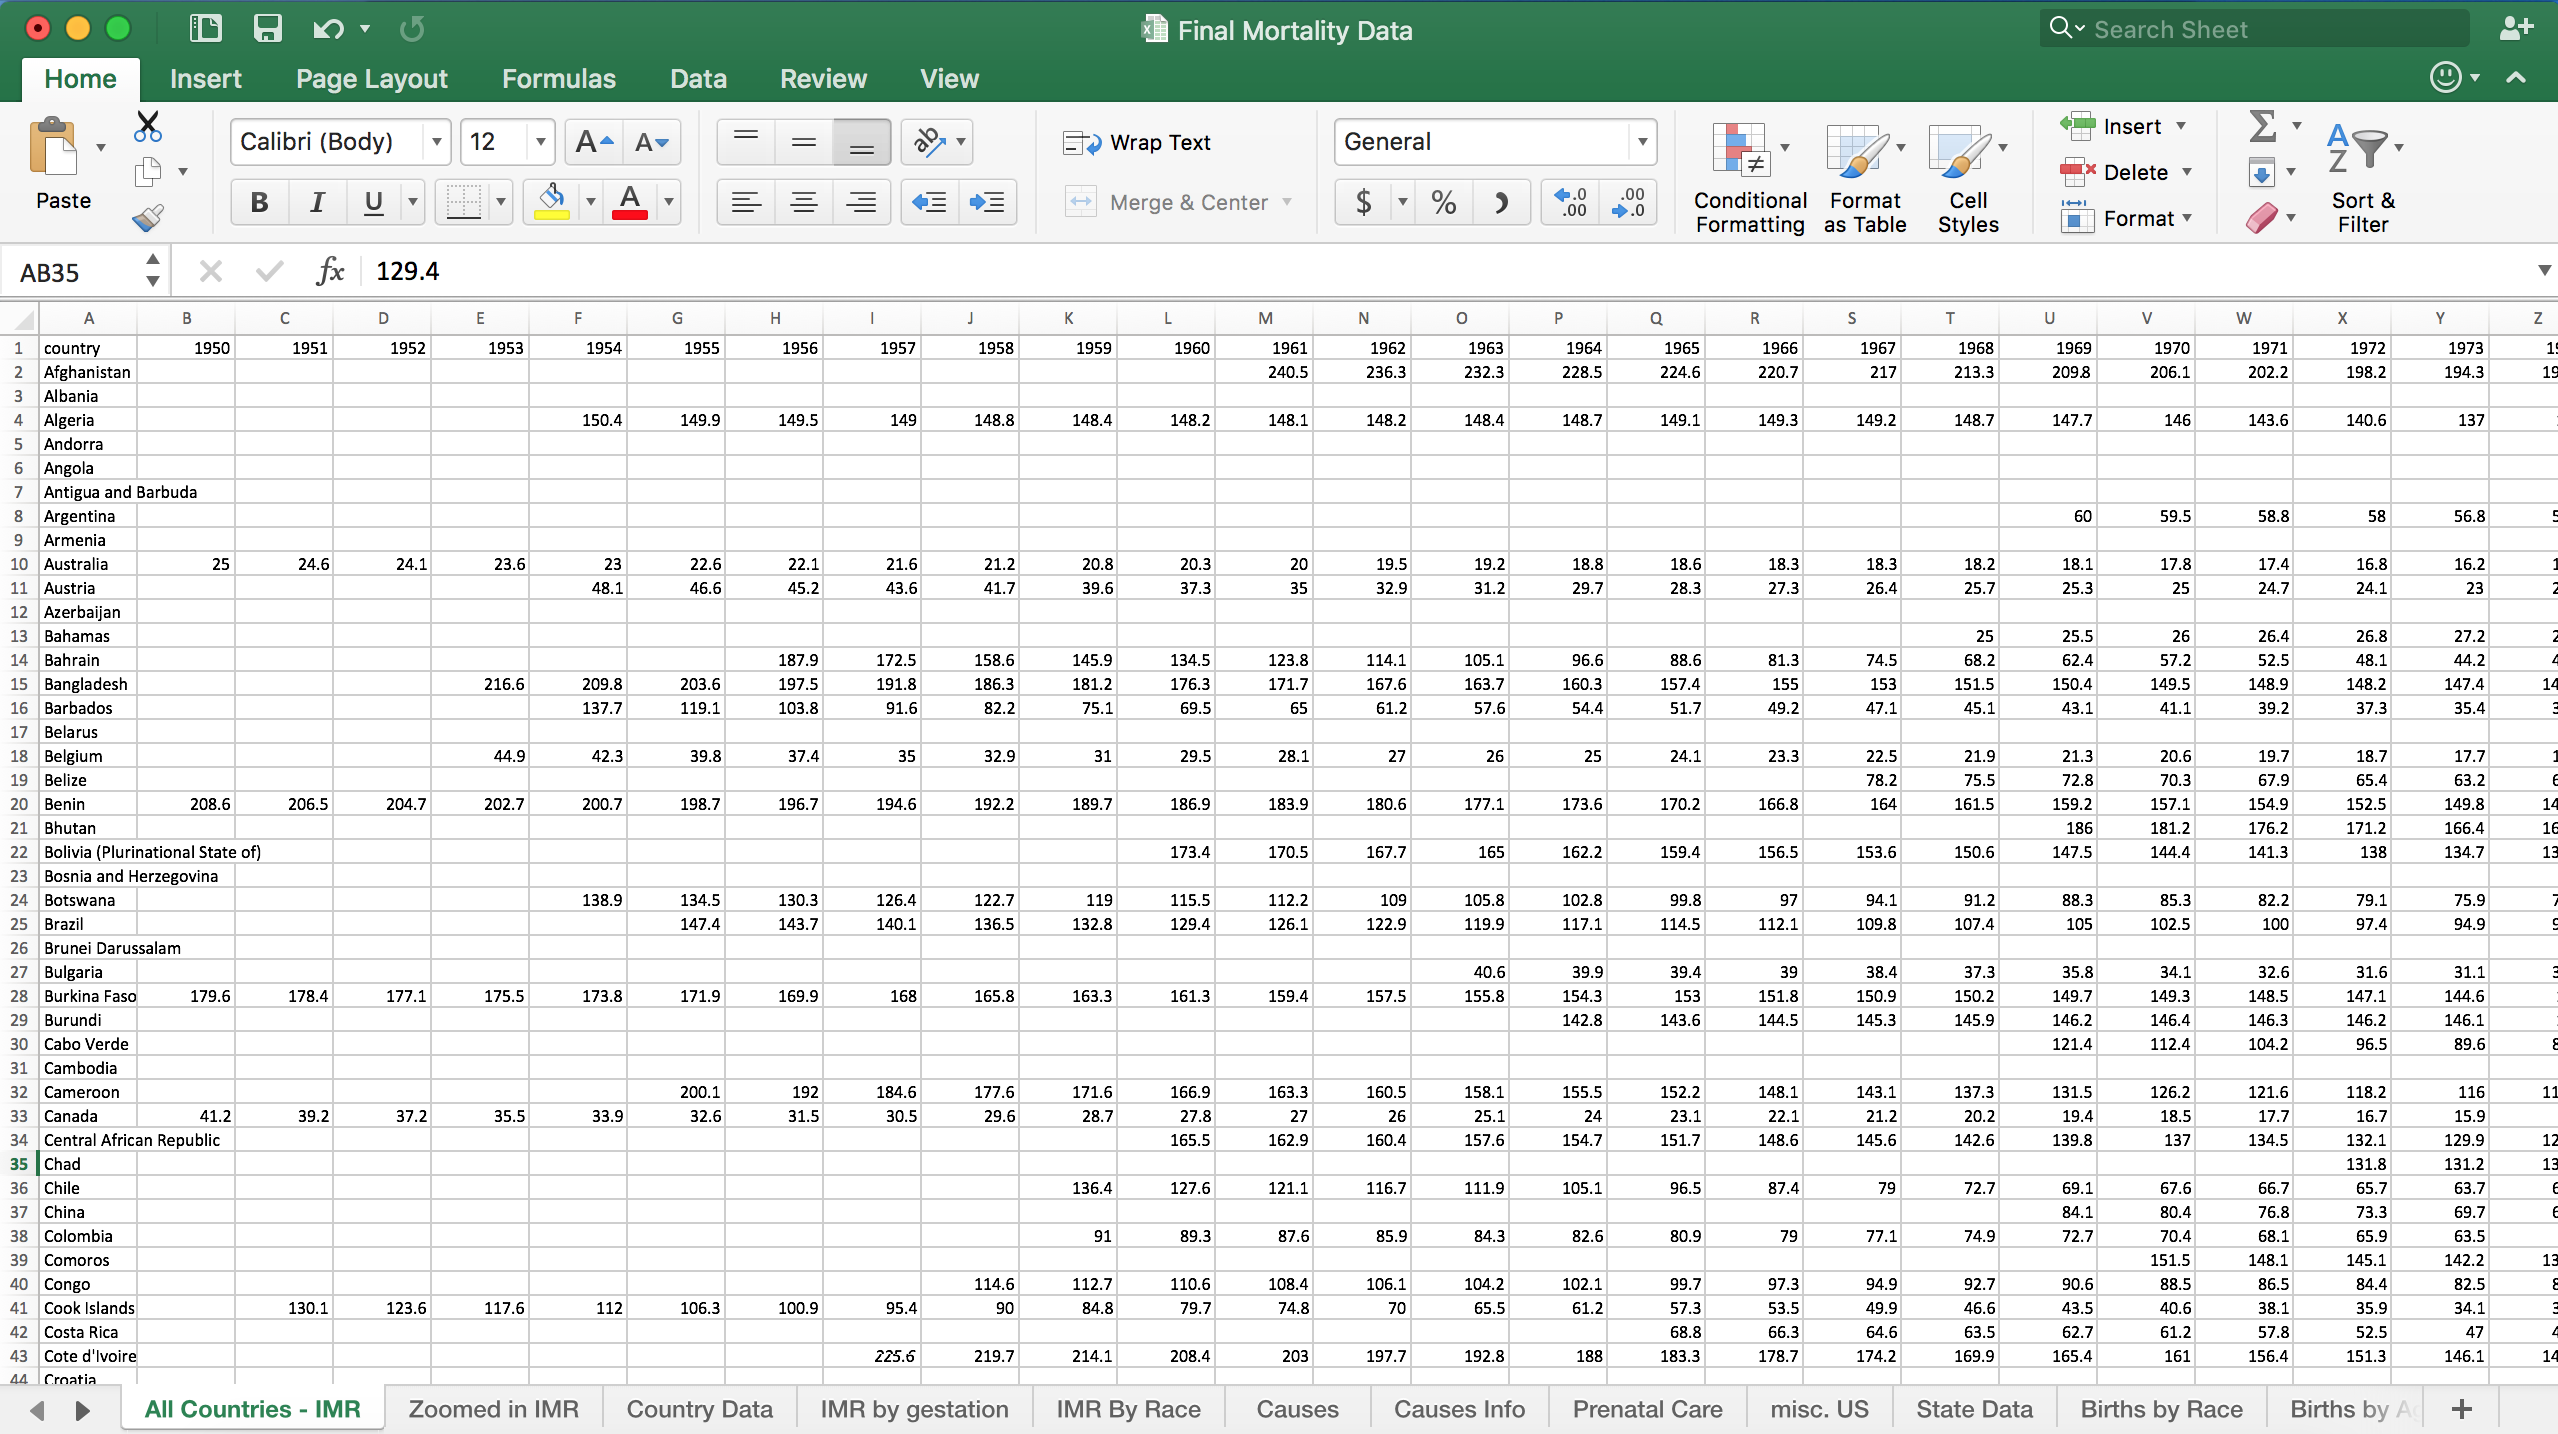 Final Mortality Data
Search Sheet
Home Insert Page Layout Formulas Data Review View
Paste
Calibri (Body) 12
B I U
Wrap Text
Merge & Center
General
$ %
Conditional Formatting
Format as Table
Cell Styles
Insert
Delete
Format
Sort & Filter
AB35 fx 129.4
A B C D E F G H I J K L M N O P Q R S T U V W X Y Z
1 country 1950 1951 1952 1953 1954 1955 1956 1957 1958 1959 1960 1961 1962 1963 1964 1965 1966 1967 1968 1969 1970 1971 1972 1973
2 Afghanistan 240.5 236.3 232.3 228.5 224.6 220.7 217 213.3 209.8 206.1 202.2 198.2 194.3
3 Albania
4 Algeria 150.4 149.9 149.5 149 148.8 148.4 148.2 148.1 148.2 148.4 148.7 149.1 149.3 149.2 148.7 147.7 146 143.6 140.6 137
5 Andorra
6 Angola
7 Antigua and Barbuda
8 Argentina 60 59.5 58.8 58 56.8
9 Armenia
10 Australia 25 24.6 24.1 23.6 23 22.6 22.1 21.6 21.2 20.8 20.3 20 19.5 19.2 18.8 18.6 18.3 18.3 18.2 18.1 17.8 17.4 16.8 16.2
11 Austria 48.1 46.6 45.2 43.6 41.7 39.6 37.3 35 32.9 31.2 29.7 28.3 27.3 26.4 25.7 25.3 25 24.7 24.1 23
12 Azerbaijan
13 Bahamas 25 25.5 26 26.4 26.8 27.2
14 Bahrain 187.9 172.5 158.6 145.9 134.5 123.8 114.1 105.1 96.6 88.6 81.3 74.5 68.2 62.4 57.2 52.5 48.1 44.2
15 Bangladesh 216.6 209.8 203.6 197.5 191.8 186.3 181.2 176.3 171.7 167.6 163.7 160.3 157.4 155 153 151.5 150.4 149.5 148.9 148.2 147.4
16 Barbados 137.7 119.1 103.8 91.6 82.2 75.1 69.5 65 61.2 57.6 54.4 51.7 49.2 47.1 45.1 43.1 41.1 39.2 37.3 35.4
17 Belarus
18 Belgium 44.9 42.3 39.8 37.4 35 32.9 31 29.5 28.1 27 26 25 24.1 23.3 22.5 21.9 21.3 20.6 19.7 18.7 17.7
19 Belize 78.2 75.5 72.8 70.3 67.9 65.4 63.2
20 Benin 208.6 206.5 204.7 202.7 200.7 198.7 196.7 194.6 192.2 189.7 186.9 183.9 180.6 177.1 173.6 170.2 166.8 164 161.5 159.2 157.1 154.9 152.5 149.8
21 Bhutan 186 181.2 176.2 171.2 166.4
22 Bolivia (Plurinational State of) 173.4 170.5 167.7 165 162.2 159.4 156.5 153.6 150.6 147.5 144.4 141.3 138 134.7
23 Bosnia and Herzegovina
24 Botswana 138.9 134.5 130.3 126.4 122.7 119 115.5 112.2 109 105.8 102.8 99.8 97 94.1 91.2 88.3 85.3 82.2 79.1 75.9
25 Brazil 147.4 143.7 140.1 136.5 132.8 129.4 126.1 122.9 119.9 117.1 114.5 112.1 109.8 107.4 105 102.5 100 97.4 94.9
26 Brunei Darussalam
27 Bulgaria 40.6 39.9 39.4 39 38.4 37.3 35.8 34.1 32.6 31.6 31.1
28 Burkina Faso 179.6 178.4 177.1 175.5 173.8 171.9 169.9 168 165.8 163.3 161.3 159.4 157.5 155.8 154.3 153 151.8 150.9 150.2 149.7 149.3 148.5 147.1 144.6
29 Burundi 142.8 143.6 144.5 145.3 145.9 146.2 146.4 146.3 146.2 146.1
30 Cabo Verde 121.4 112.4 104.2 96.5 89.6
31 Cambodia
32 Cameroon 200.1 192 184.6 177.6 171.6 166.9 163.3 160.5 158.1 155.5 152.2 148.1 143.1 137.3 131.5 126.2 121.6 118.2 116
33 Canada 41.2 39.2 37.2 35.5 33.9 32.6 31.5 30.5 29.6 28.7 27.8 27 26 25.1 24 23.1 22.1 21.2 20.2 19.4 18.5 17.7 16.7 15.9
34 Central African Republic 165.5 162.9 160.4 157.6 154.7 151.7 148.6 145.6 142.6 139.8 137 134.5 132.1 129.9
35 Chad 131.8 131.2
36 Chile 136.4 127.6 121.1 116.7 111.9 105.1 96.5 87.4 79 72.7 69.1 67.6 66.7 65.7 63.7
37 China 84.1 80.4 76.8 73.3 69.7
38 Colombia 91 89.3 87.6 85.9 84.3 82.6 80.9 79 77.1 74.9 72.7 70.4 68.1 65.9 63.5
39 Comoros 151.5 148.1 145.1 142.2
40 Congo 114.6 112.7 110.6 108.4 106.1 104.2 102.1 99.7 97.3 94.9 92.7 90.6 88.5 86.5 84.4 82.5
41 Cook Islands 130.1 123.6 117.6 112 106.3 100.9 95.4 90 84.8 79.7 74.8 70 65.5 61.2 57.3 53.5 49.9 46.6 43.5 40.6 38.1 35.9 34.1
42 Costa Rica 68.8 66.3 64.6 63.5 62.7 61.2 57.8 52.5 47
43 Cote d'Ivoire 225.6 219.7 214.1 208.4 203 197.7 192.8 188 183.3 178.7 174.2 169.9 165.4 161 156.4 151.3 146.1
44 Croatia
All Countries - IMR Zoomed in IMR Country Data IMR by gestation IMR By Race Causes Causes Info Prenatal Care misc. US State Data Births by Race Births by